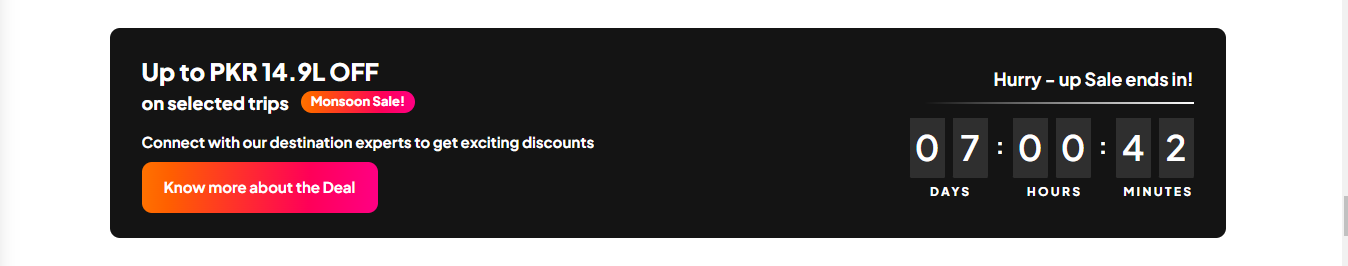 Up to PKR 14.9L OFF
on selected trips Monsoon Sale!
Connect with our destination experts to get exciting discounts
Know more about the Deal
Hurry - up Sale ends in!
07 : 00 : 42
DAYS HOURS MINUTES